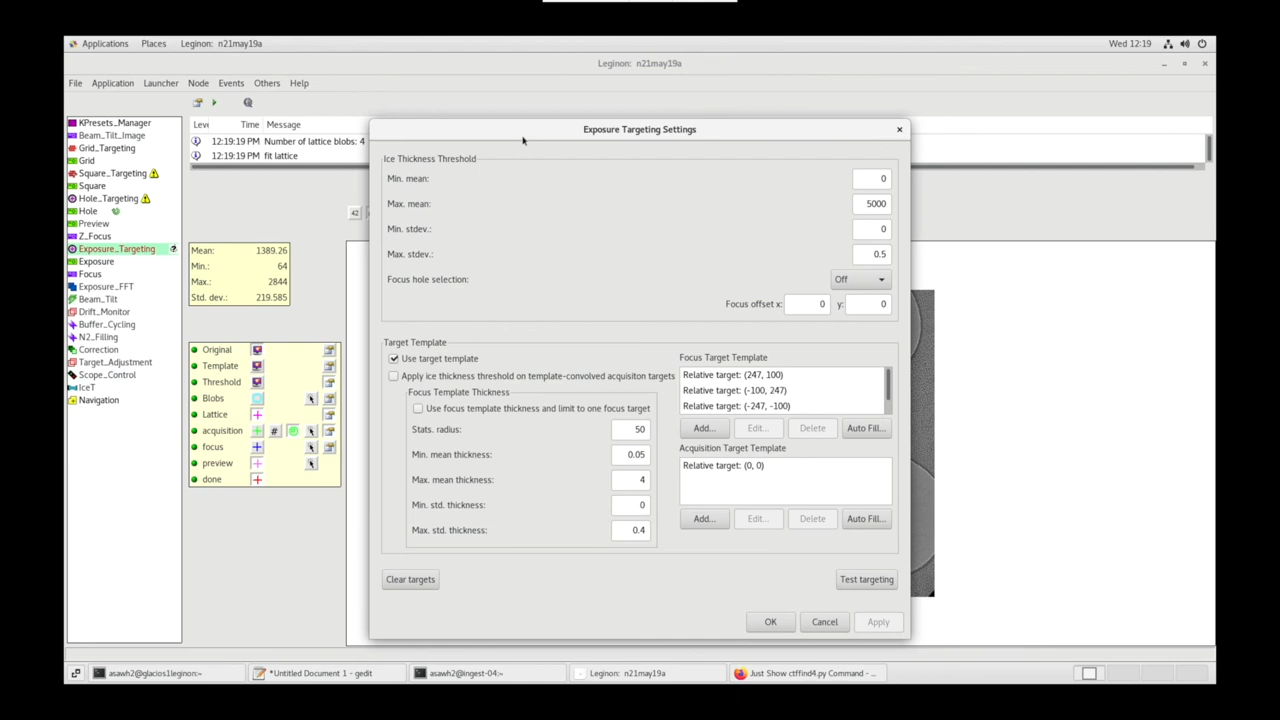 Applications Places Leginon: n21may19a Wed 12:19
Leginon: n21may19a
File Application Launcher Node Events Others Help
KPresets_Manager
Beam_Tilt_Image
Grid_Targeting
Grid
Square_Targeting
Square
Hole_Targeting
Hole
Preview
Z_Focus
Exposure_Targeting
Exposure
Focus
Exposure_FFT
Beam_Tilt
Drift_Monitor
Buffer_Cycling
N2_Filling
Correction
Target_Adjustment
Scope_Control
IceT
Navigation
Leve Time Message
12:19:19 PM Number of lattice blobs: 4
12:19:19 PM fit lattice
42
Mean: 1389.26
Min.: 64
Max.: 2844
Std. dev.: 219.585
Original
Template
Threshold
Blobs
Lattice
acquisition #
focus
preview
done
Exposure Targeting Settings
Ice Thickness Threshold
Min. mean: 0
Max. mean: 5000
Min. stdev.: 0
Max. stdev.: 0.5
Focus hole selection: Off
Focus offset x: 0 y: 0
Target Template
Use target template
Apply ice thickness threshold on template-convolved acquisiton targets
Focus Template Thickness
Use focus template thickness and limit to one focus target
Stats. radius: 50
Min. mean thickness: 0.05
Max. mean thickness: 4
Min. std. thickness: 0
Max. std. thickness: 0.4
Focus Target Template
Relative target: (247, 100)
Relative target: (-100, 247)
Relative target: (-247, -100)
Add... Edit... Delete Auto Fill...
Acquisition Target Template
Relative target: (0, 0)
Add... Edit... Delete Auto Fill...
Clear targets Test targeting
OK Cancel Apply
asawh2@glacios1leginon:~ *Untitled Document 1 - gedit asawh2@ingest-04:~ Leginon: n21may19a Just Show ctffind4.py Command - ...